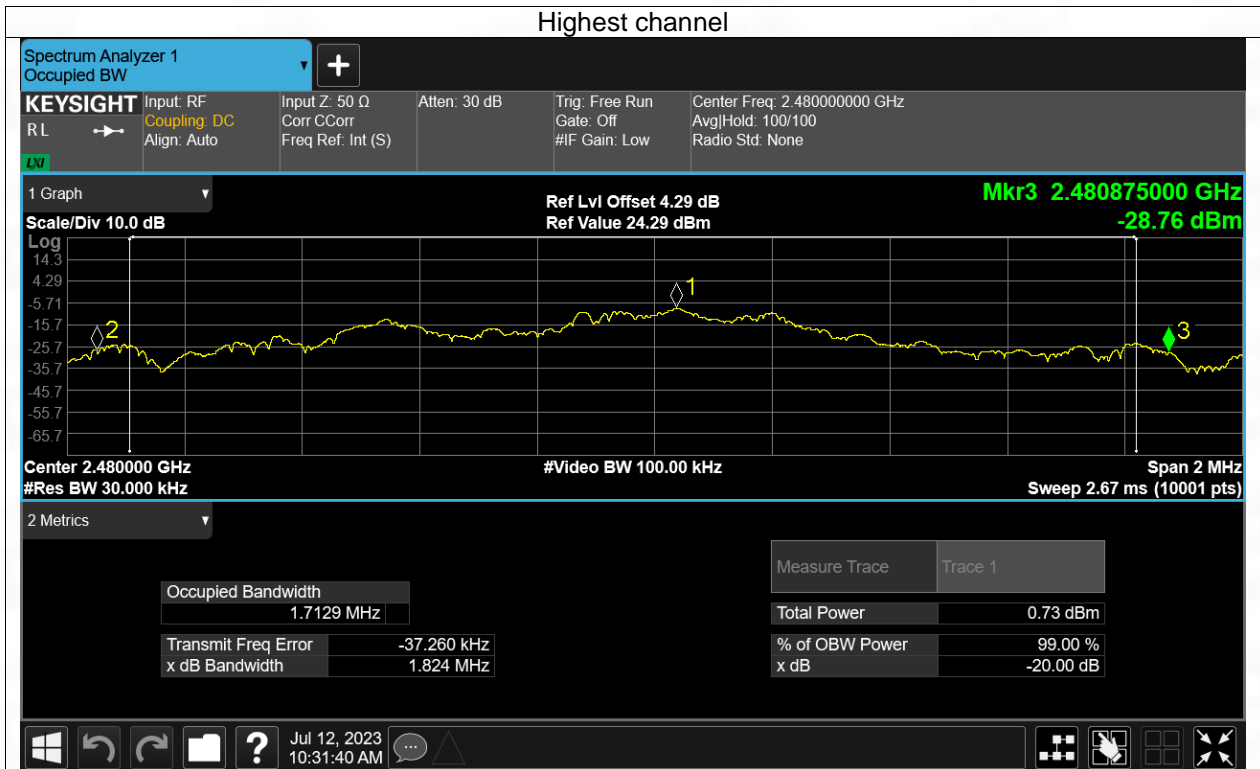 Highest channel
Spectrum Analyzer 1
Occupied BW
KEYSIGHT
RL
LXI
Input: RF
Coupling: DC
Align: Auto
Input Z: 50 Ω
Corr CCorr
Freq Ref: Int (S)
Atten: 30 dB
Trig: Free Run
Gate: Off
#IF Gain: Low
Center Freq: 2.480000000 GHz
Avg|Hold: 100/100
Radio Std: None
1 Graph
Scale/Div 10.0 dB
Ref Lvl Offset 4.29 dB
Ref Value 24.29 dBm
Mkr3 2.480875000 GHz
-28.76 dBm
Log
14.3
4.29
-5.71
-15.7
-25.7
-35.7
-45.7
-55.7
-65.7
1
2
3
Center 2.480000 GHz
#Res BW 30.000 kHz
#Video BW 100.00 kHz
Span 2 MHz
Sweep 2.67 ms (10001 pts)
2 Metrics
Measure Trace Trace 1
Occupied Bandwidth
1.7129 MHz
Total Power 0.73 dBm
Transmit Freq Error -37.260 kHz
% of OBW Power 99.00 %
x dB Bandwidth 1.824 MHz
x dB -20.00 dB
?
Jul 12, 2023
10:31:40 AM